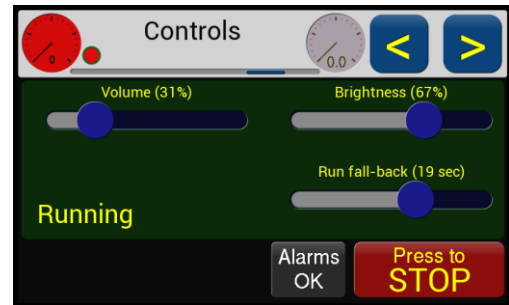 0
Controls
0.0
<
>
Volume (31%)
Brightness (67%)
Run fall-back (19 sec)
Running
Alarms
OK
Press to
STOP